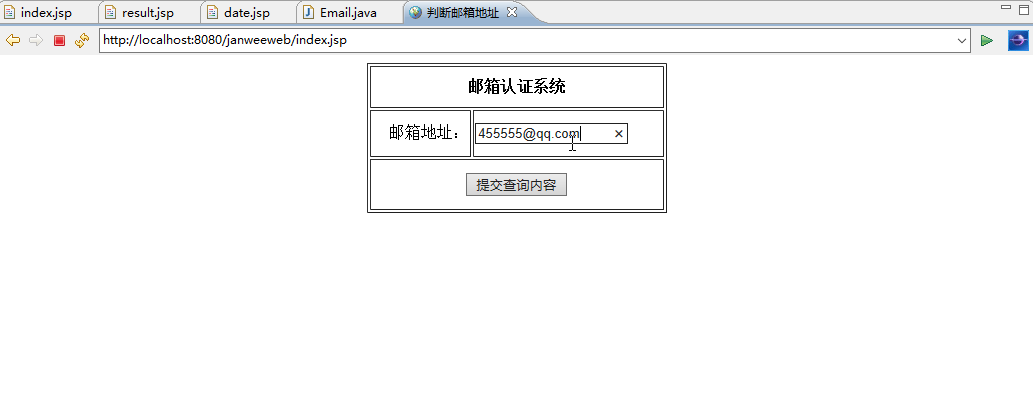 index.jsp result.jsp date.jsp Email.java 判断邮箱地址
http://localhost:8080/janweeweb/index.jsp
邮箱认证系统
邮箱地址： 455555@qq.com
提交查询内容